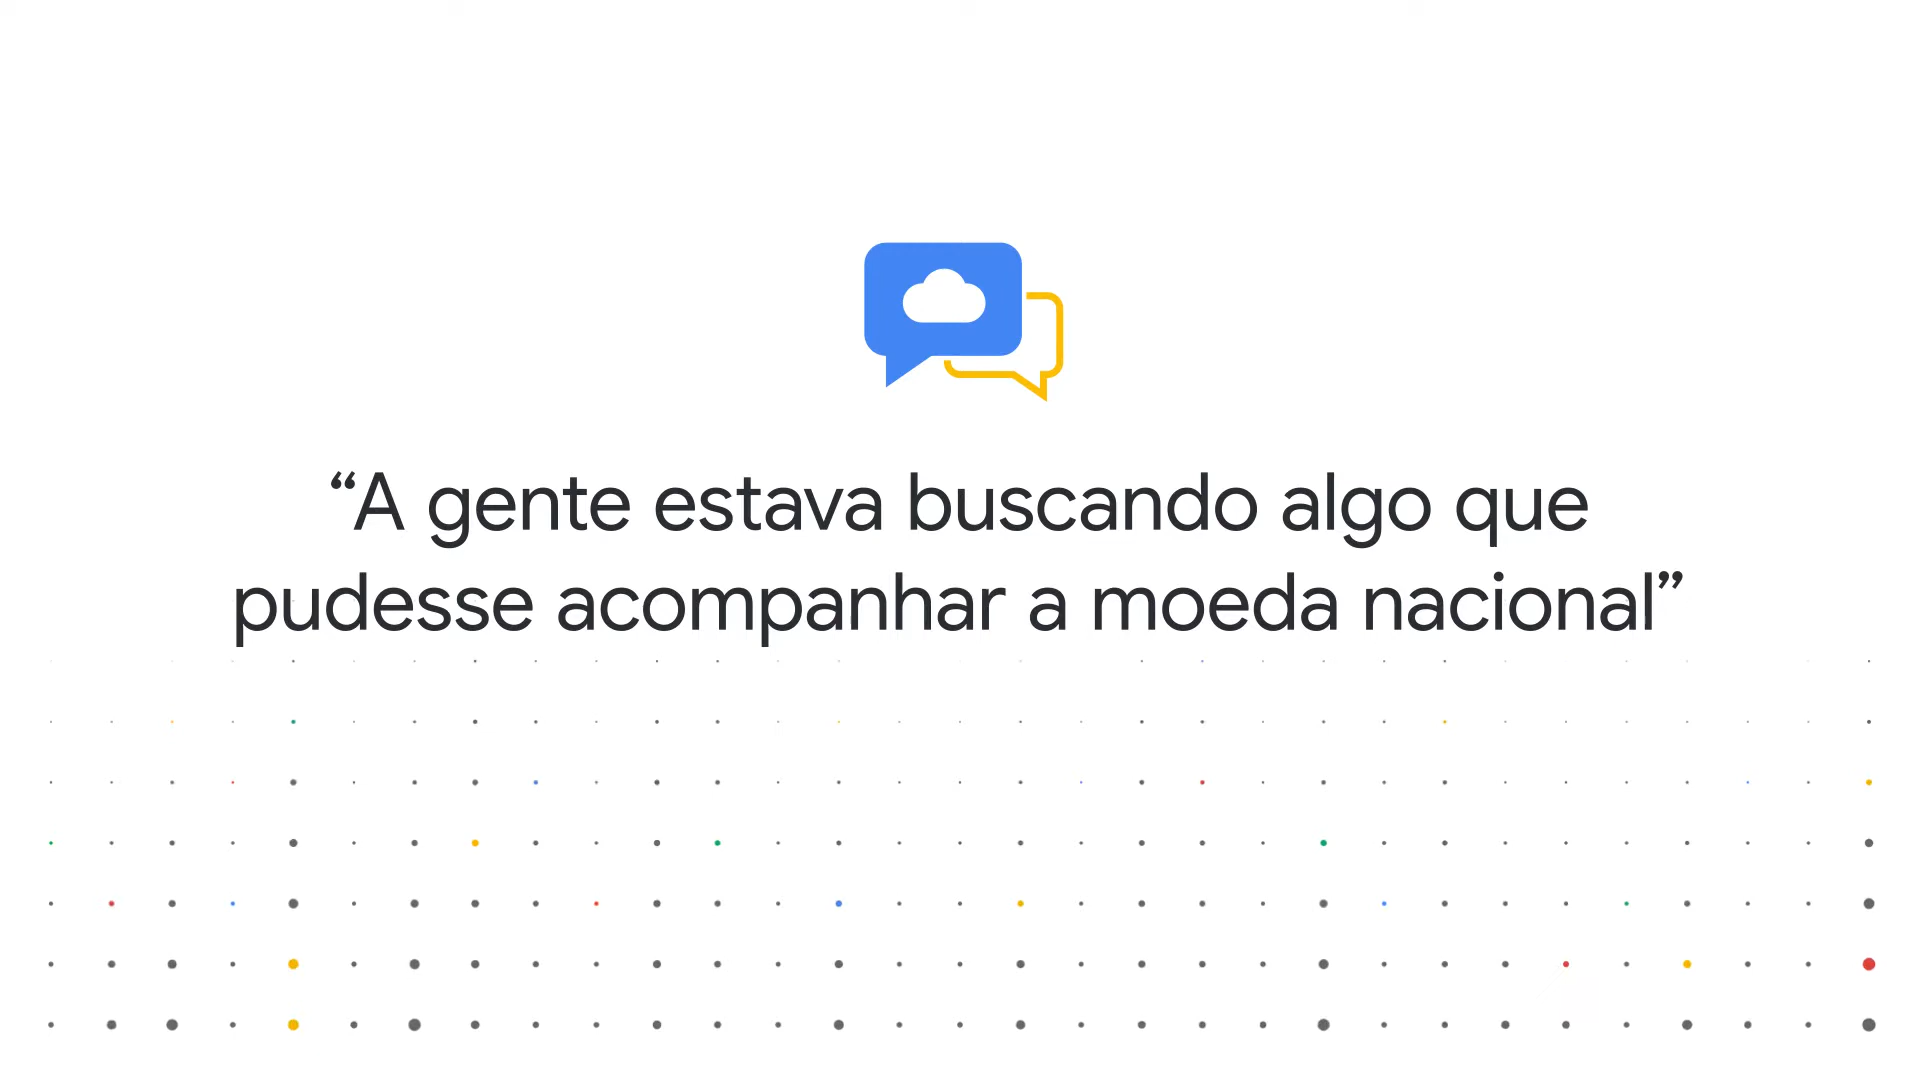 “A gente estava buscando algo que
pudesse acompanhar a moeda nacional”